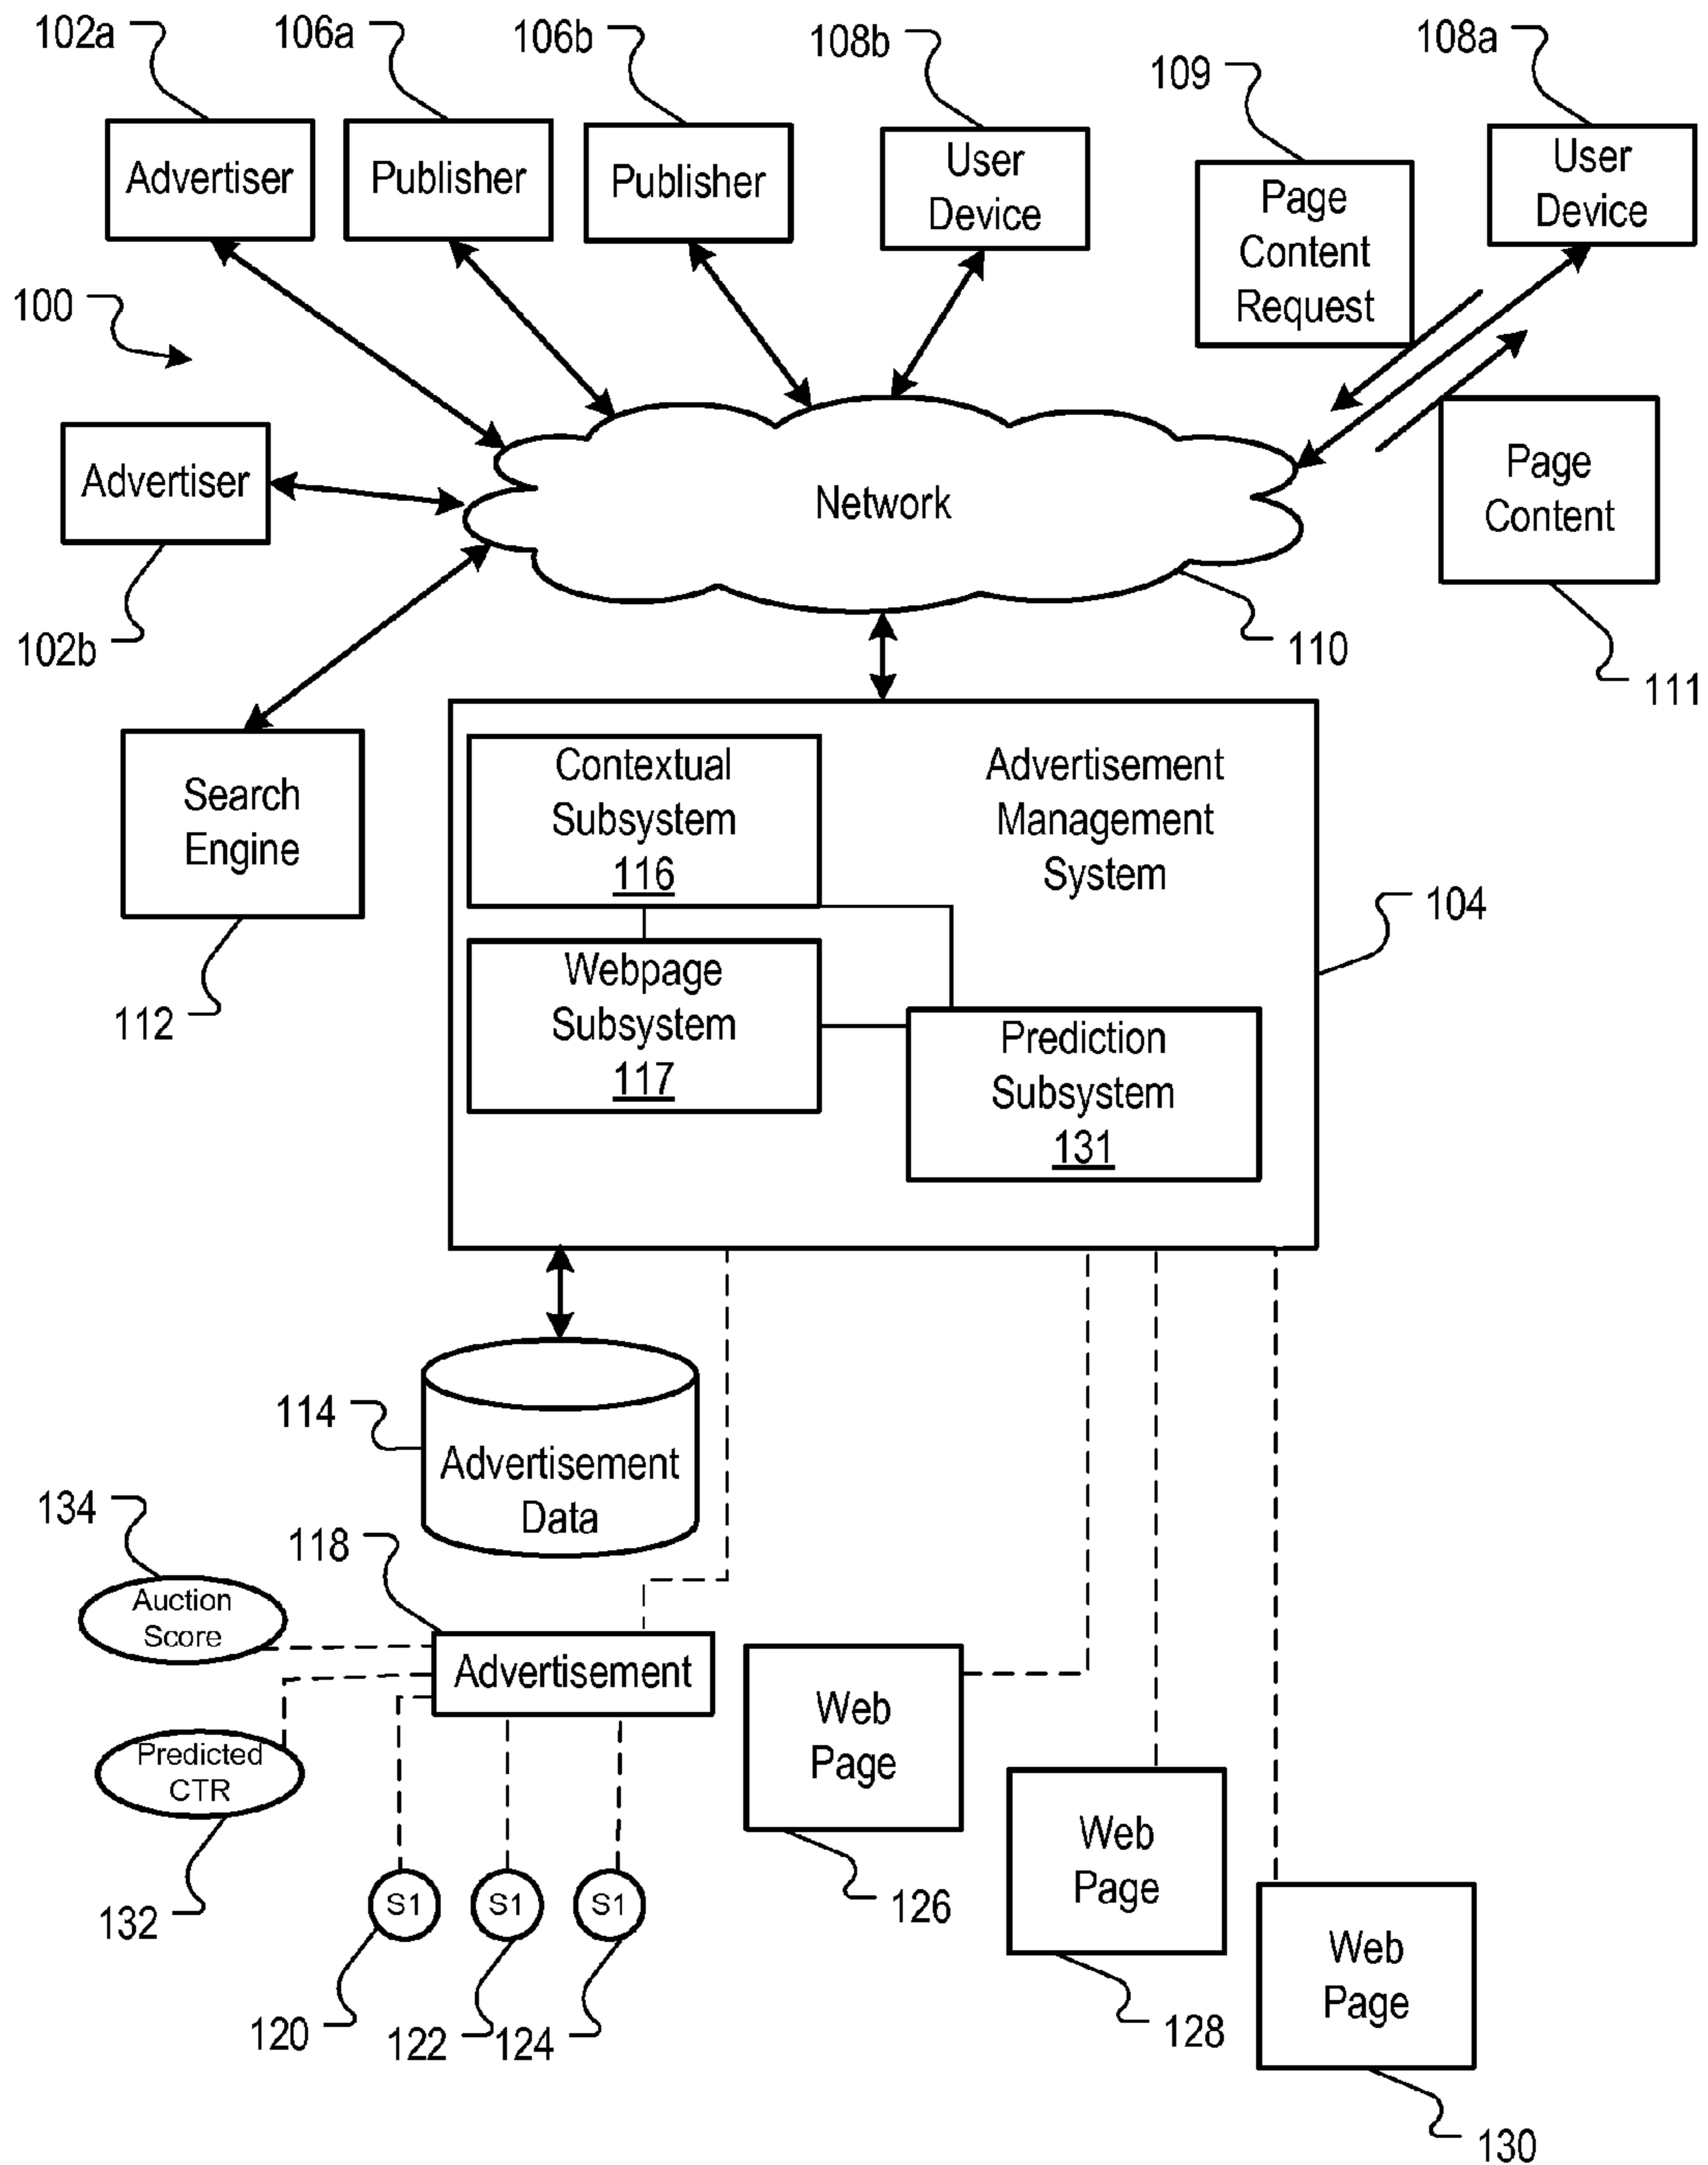 102a
106a
106b
108b
109
108a
Advertiser
Publisher
Publisher
User
Device
Page
Content
Request
User
Device
100
Advertiser
102b
Network
Page
Content
110
111
Search
Engine
112
Contextual
Subsystem
116
Advertisement
Management
System
104
Webpage
Subsystem
117
Prediction
Subsystem
131
114
Advertisement
Data
134
118
Auction
Score
Advertisement
Predicted
CTR
132
S1
S1
S1
120
122
124
Web
Page
126
Web
Page
128
Web
Page
130